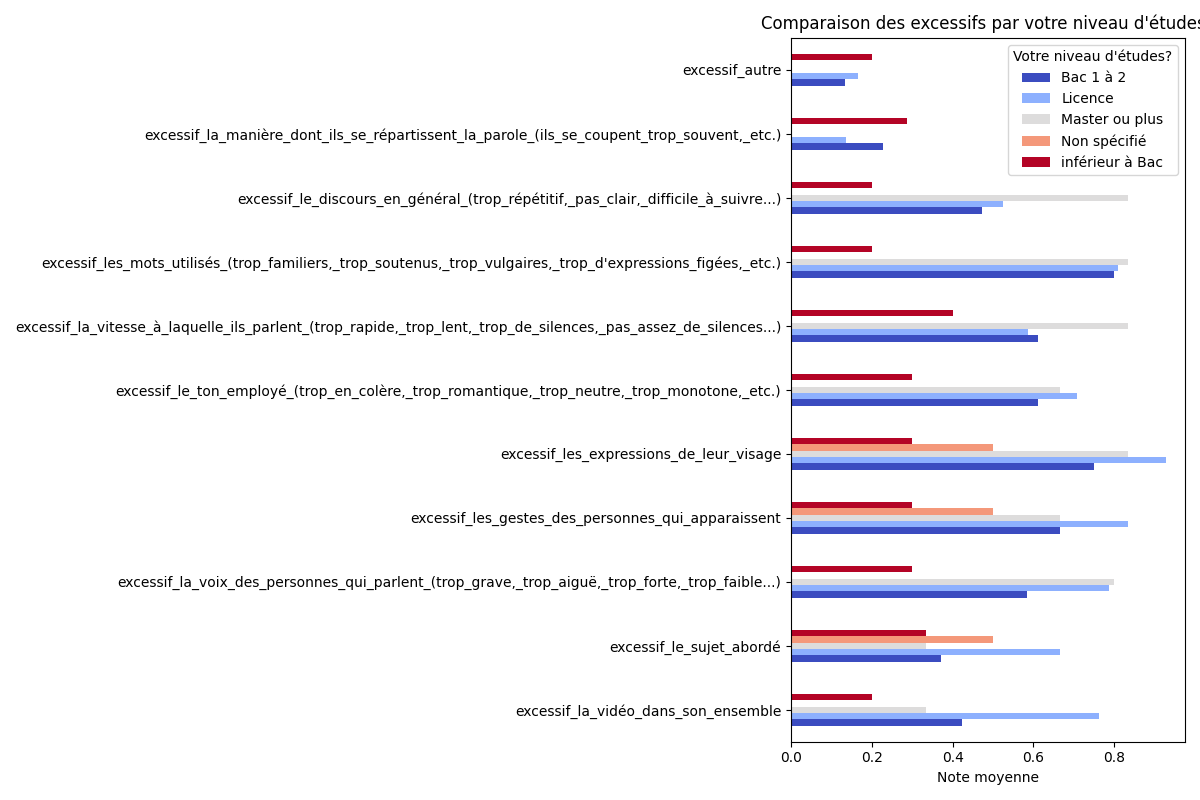 Comparaison des excessifs par votre niveau d'études
Votre niveau d'études?
Bac 1 à 2
Licence
Master ou plus
Non spécifié
inférieur à Bac
excessif_autre
excessif_la_manière_dont_ils_se_répartissent_la_parole_(ils_se_coupent_trop_souvent,_etc.)
excessif_le_discours_en_général_(trop_répétitif,_pas_clair,_difficile_à_suivre...)
excessif_les_mots_utilisés_(trop_familiers,_trop_soutenus,_trop_vulgaires,_trop_d'expressions_figées,_etc.)
excessif_la_vitesse_à_laquelle_ils_parlent_(trop_rapide,_trop_lent,_trop_de_silences,_pas_assez_de_silences...)
excessif_le_ton_employé_(trop_en_colère,_trop_romantique,_trop_neutre,_trop_monotone,_etc.)
excessif_les_expressions_de_leur_visage
excessif_les_gestes_des_personnes_qui_apparaissent
excessif_la_voix_des_personnes_qui_parlent_(trop_grave,_trop_aiguë,_trop_forte,_trop_faible...)
excessif_le_sujet_abordé
excessif_la_vidéo_dans_son_ensemble
0.0 0.2 0.4 0.6 0.8
Note moyenne